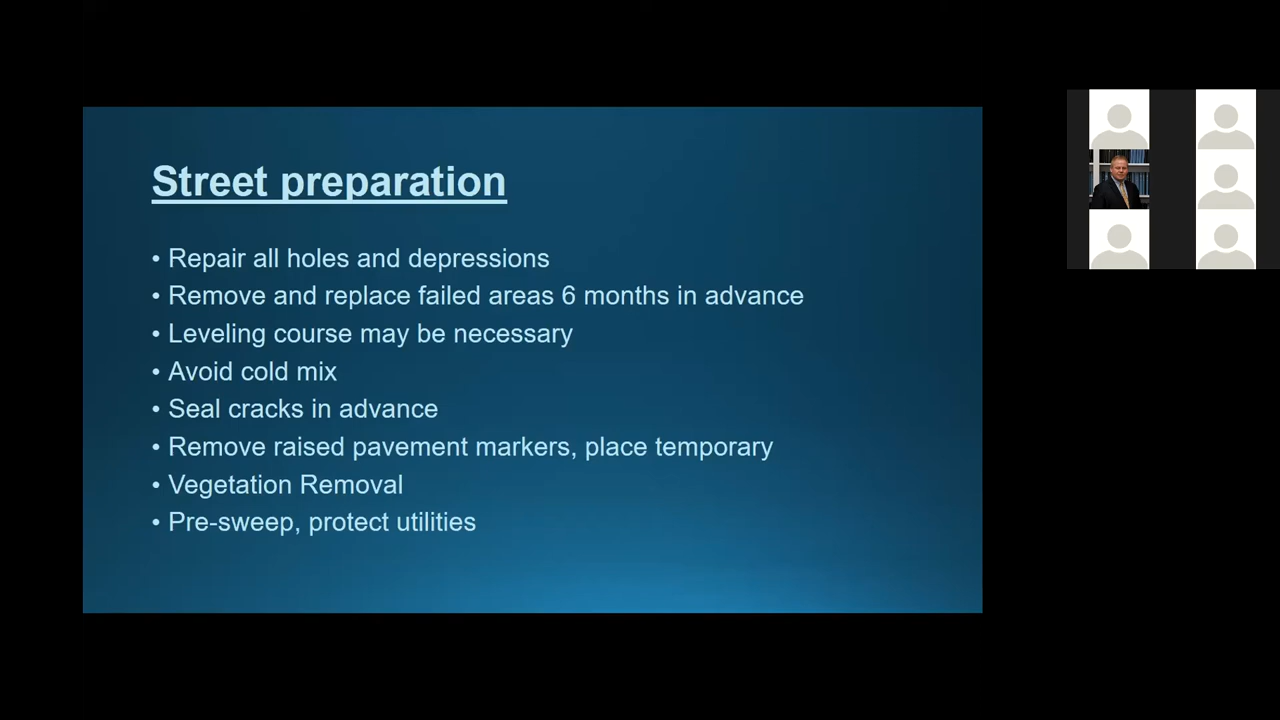 Street preparation
• Repair all holes and depressions
• Remove and replace failed areas 6 months in advance
• Leveling course may be necessary
• Avoid cold mix
• Seal cracks in advance
• Remove raised pavement markers, place temporary
• Vegetation Removal
• Pre-sweep, protect utilities